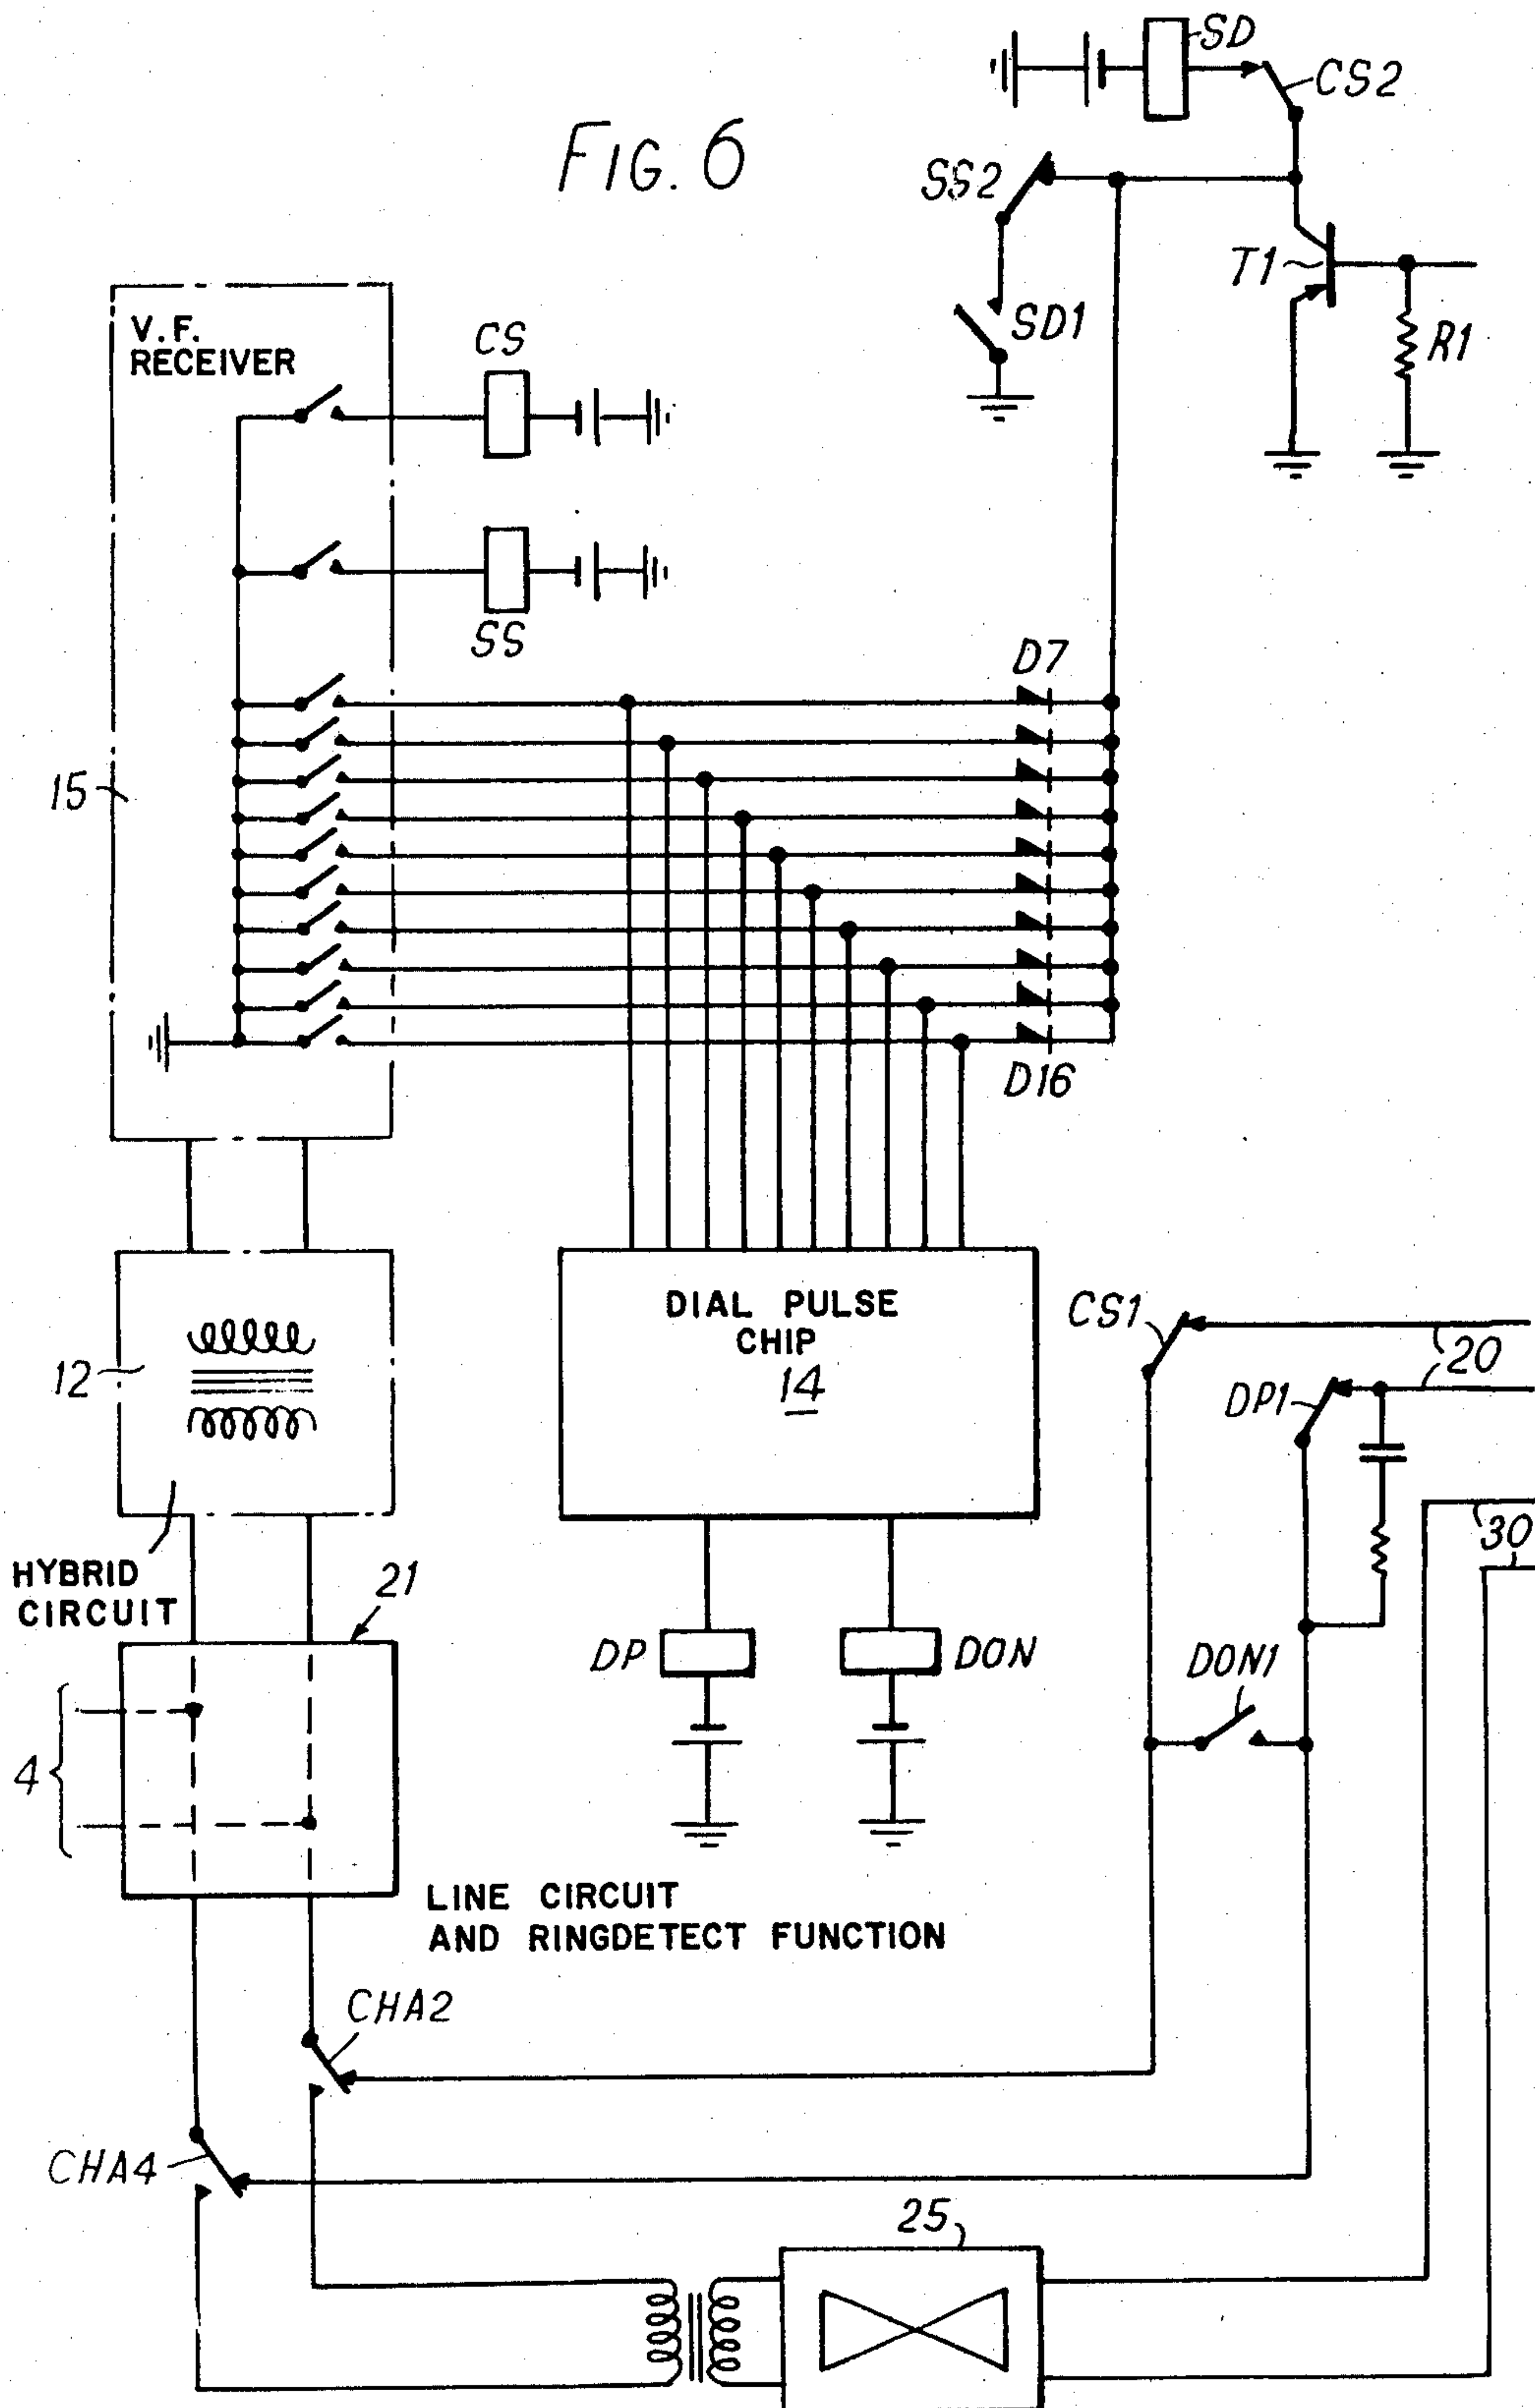 FIG. 6
SD
CS2
SS2
T1
SD1
R1
V.F.
RECEIVER
CS
SS
D7
15
D16
DIAL PULSE
CHIP
14
CS1
20
DP1
12
30
HYBRID
CIRCUIT
21
DP
DON
DON1
4
LINE CIRCUIT
AND RINGDETECT FUNCTION
CHA2
CHA4
25